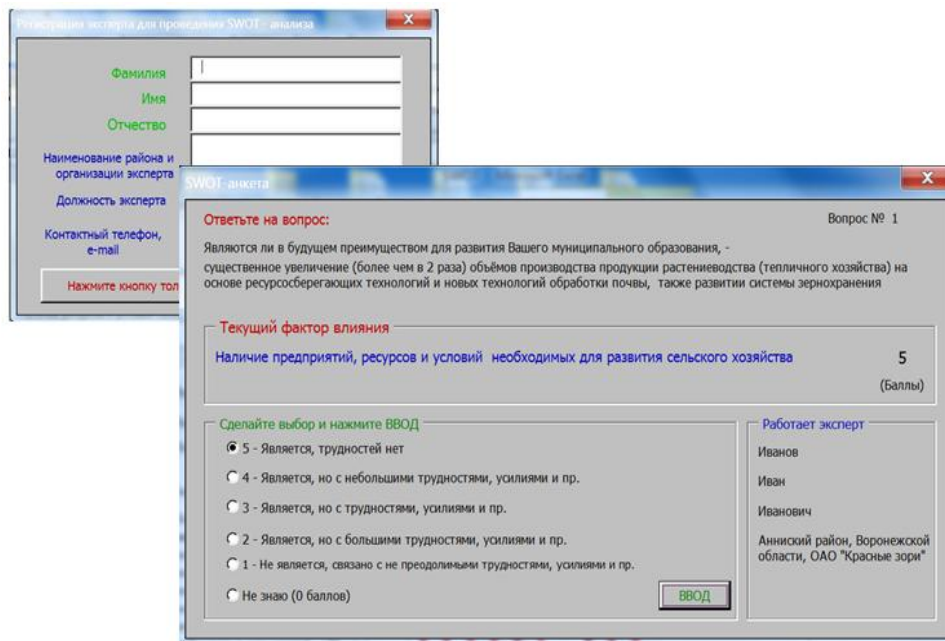 Регистрация эксперта для проведения SWOT - анализа
X
Фамилия
Имя
Отчество
Наименование района и
организации эксперта
Должность эксперта
Контактный телефон,
e-mail
Нажмите кнопку
SWOT-анкета
X
Ответьте на вопрос:
Вопрос № 1
Являются ли в будущем преимуществом для развития Вашего муниципального образования, -
существенное увеличение (более чем в 2 раза) объёмов производства продукции растениеводства (тепличного хозяйства) на
основе ресурсосберегающих технологий и новых технологий обработки почвы, также развитии системы зернохранения
Текущий фактор влияния
Наличие предприятий, ресурсов и условий необходимых для развития сельского хозяйства
5
(Баллы)
Сделайте выбор и нажмите ВВОД
5 - Является, трудностей нет
4 - Является, но с небольшими трудностями, усилиями и пр.
3 - Является, но с трудностями, усилиями и пр.
2 - Является, но с большими трудностями, усилиями и пр.
1 - Не является, связано с не преодолимыми трудностями, усилиями и пр.
Не знаю (0 баллов)
ВВОД
Работает эксперт
Иванов
Иван
Иванович
Анниский район, Воронежской
области, ОАО "Красные зори"